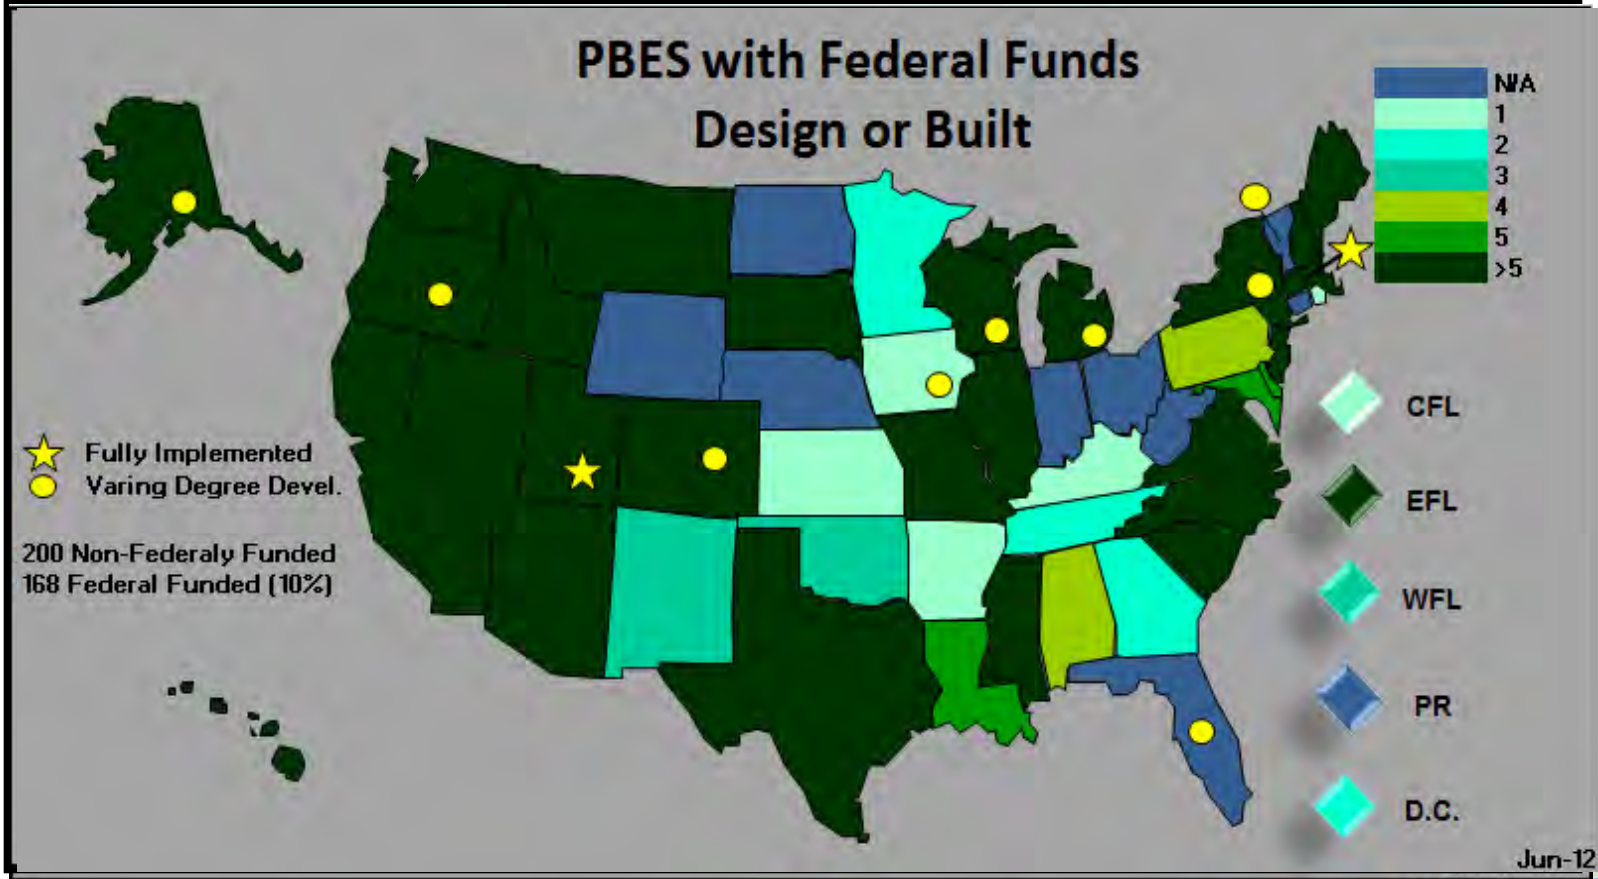 PBES with Federal Funds
Design or Built
N/A
1
2
3
4
5
>5
Fully Implemented
Varing Degree Devel.
200 Non-Federaly Funded
168 Federal Funded (10%)
CFL
EFL
WFL
PR
D.C.
Jun-12